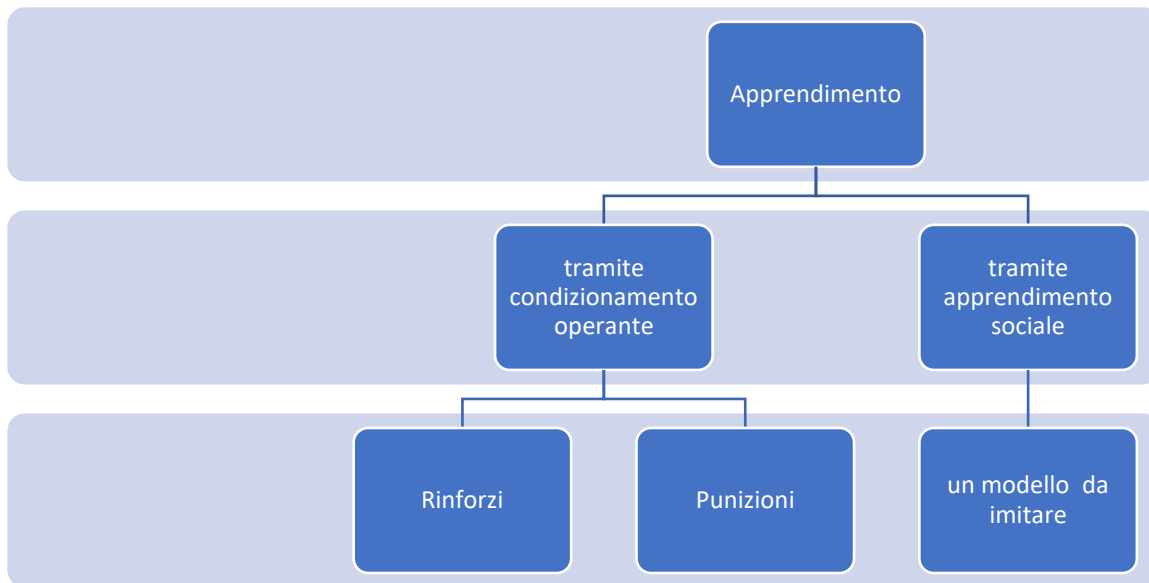 Apprendimento
tramite
condizionamento
operante
tramite
apprendimento
sociale
Rinforzi
Punizioni
un modello  da
imitare